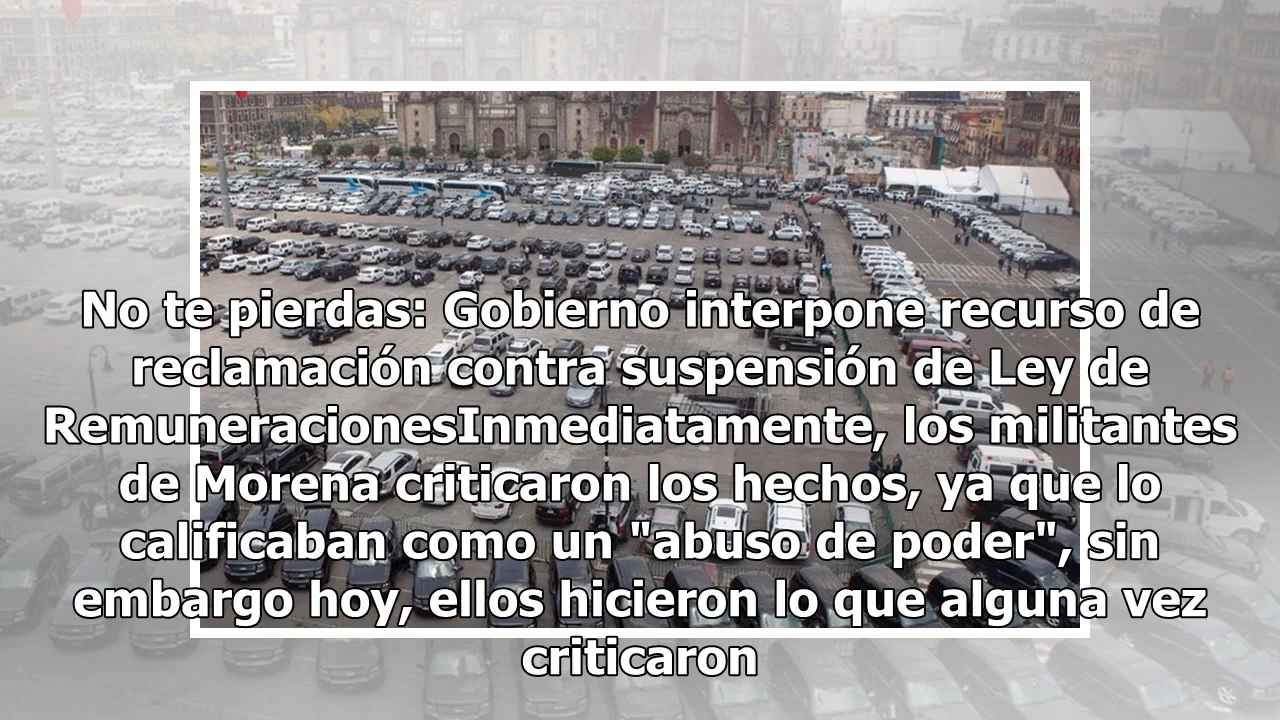 No te pierdas: Gobierno interpone recurso de
reclamación contra suspensión de Ley de
RemuneracionesInmediatamente, los militantes
de Morena criticaron los hechos, ya que lo
calificaban como un "abuso de poder", sin
embargo hoy, ellos hicieron lo que alguna vez
criticaron